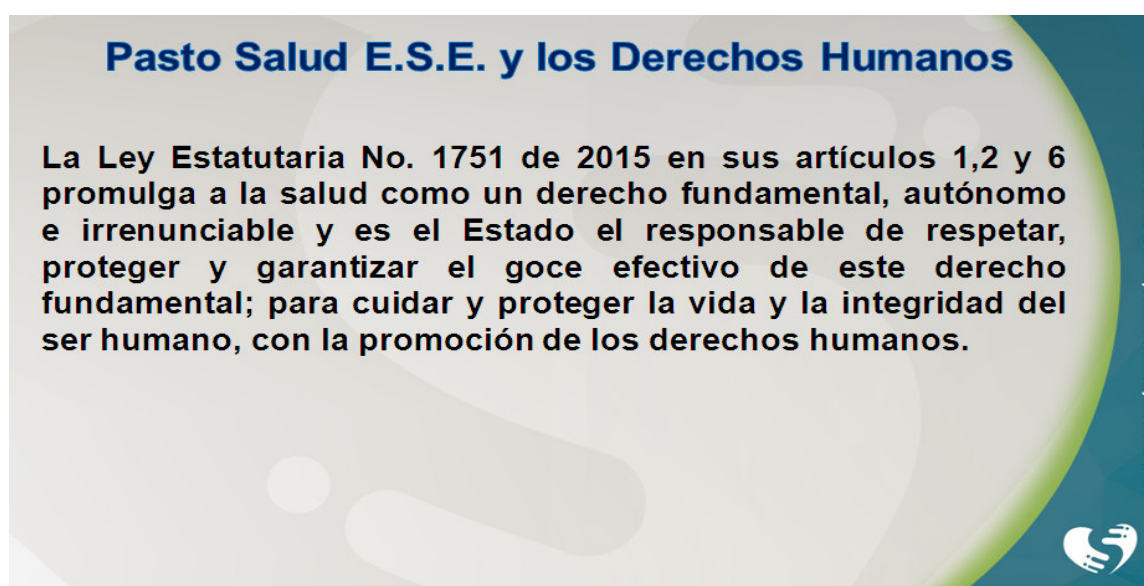 Pasto Salud E.S.E. y los Derechos Humanos
La Ley Estatutaria No. 1751 de 2015 en sus artículos 1,2 y 6
promulga a la salud como un derecho fundamental, autónomo
e irrenunciable y es el Estado el responsable de respetar,
proteger y garantizar el goce efectivo de este derecho
fundamental; para cuidar y proteger la vida y la integridad del
ser humano, con la promoción de los derechos humanos.